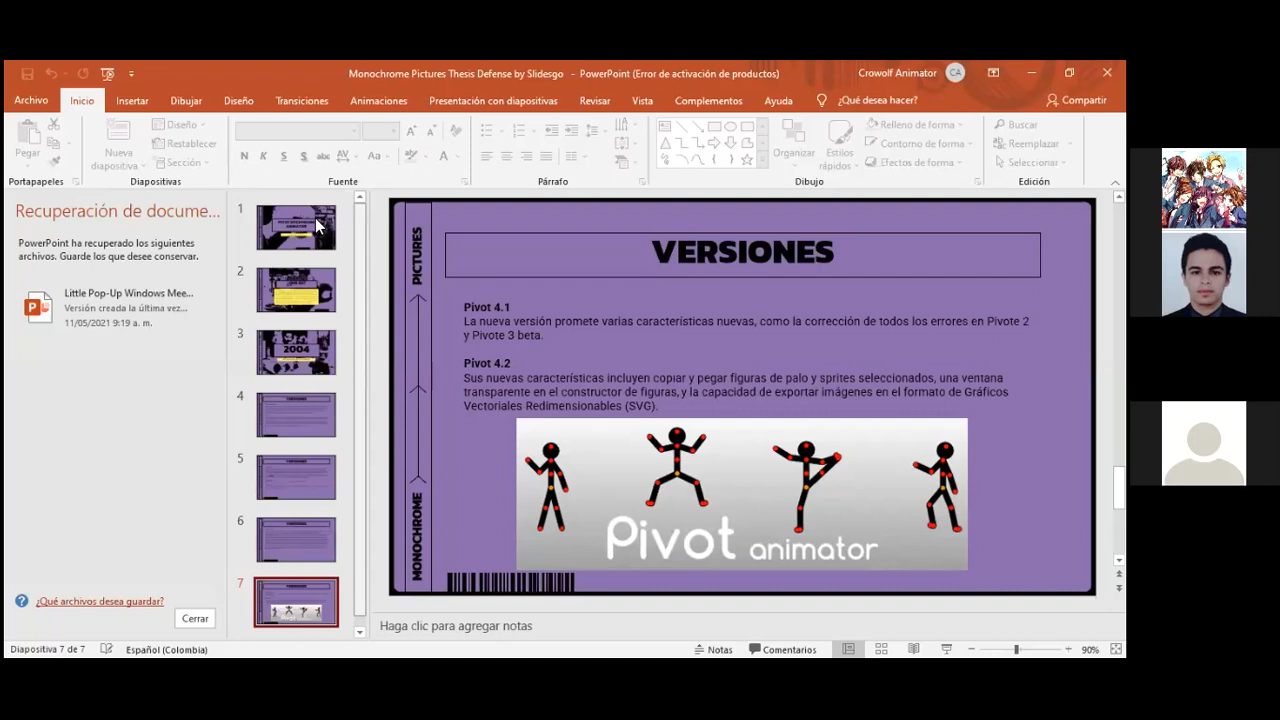 Monochrome Pictures Thesis Defense by Slidesgo - PowerPoint (Error de activación de productos)
Crowolf Animator CA
Archivo Inicio Insertar Dibujar Diseño Transiciones Animaciones Presentación con diapositivas Revisar Vista Complementos Ayuda ¿Qué desea hacer? Compartir
Pegar
Nueva diapositiva
Diseño
Restablecer
Sección
N K S S abc AV Aa A
Organizar
Estilos rápidos
Relleno de forma
Contorno de forma
Efectos de forma
Buscar
Reemplazar
Seleccionar
Portapapeles Diapositivas Fuente Párrafo Dibujo Edición
Recuperación de docume...
PowerPoint ha recuperado los siguientes
archivos. Guarde los que desee conservar.
Little Pop-Up Windows Mee...
Versión creada la última vez...
11/05/2021 9:19 a. m.
¿Qué archivos desea guardar?
Cerrar
1
2
3
2004
4
5
6
7
PICTURES
MONOCHROME
VERSIONES
Pivot 4.1
La nueva versión promete varias características nuevas, como la corrección de todos los errores en Pivote 2
y Pivote 3 beta.
Pivot 4.2
Sus nuevas características incluyen copiar y pegar figuras de palo y sprites seleccionados, una ventana
transparente en el constructor de figuras, y la capacidad de exportar imágenes en el formato de Gráficos
Vectoriales Redimensionables (SVG).
Pivot animator
Haga clic para agregar notas
Diapositiva 7 de 7 Español (Colombia) Notas Comentarios 90%